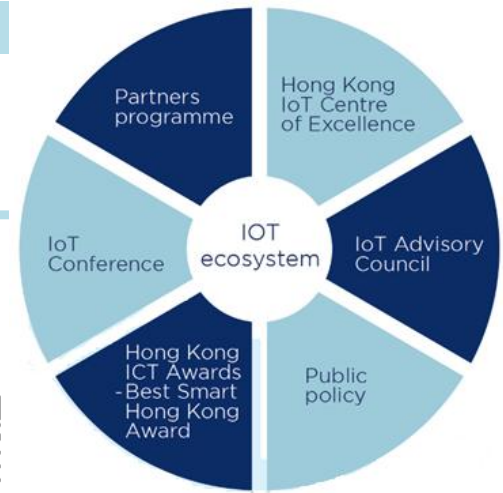 Partners
programme
Hong Kong
IoT Centre
of Excellence
IoT
Conference
IOT
ecosystem
IoT Advisory
Council
Hong Kong
ICT Awards
-Best Smart
Hong Kong
Award
Public
policy